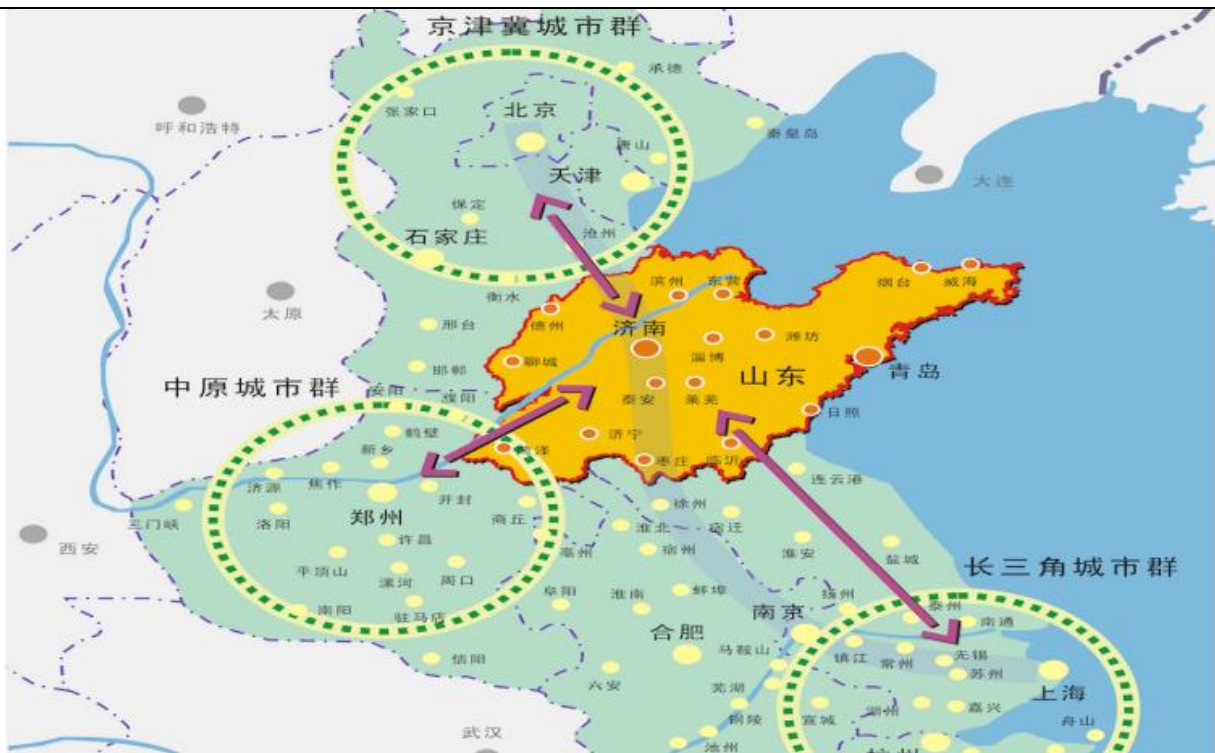 京津冀城市群
承德
张家口
北京
呼和浩特
秦皇岛
唐山
天津
大连
保定
石家庄
沧州
滨州
东营
烟台
威海
衡水
太原
德州
济南
邢台
潍坊
淄博
聊城
邯郸
山东
青岛
中原城市群
安阳
濮阳
泰安
莱芜
日照
鹤壁
济宁
新乡
菏泽
枣庄
临沂
连云港
济源
焦作
开封
徐州
三门峡
洛阳
郑州
商丘
淮北
宿迁
西安
许昌
亳州
宿州
淮安
盐城
平顶山
漯河
周口
长三角城市群
阜阳
淮南
蚌埠
扬州
南阳
驻马店
南京
泰州
南通
合肥
马鞍山
镇江
常州
无锡
信阳
苏州
六安
芜湖
上海
铜陵
宣城
湖州
嘉兴
舟山
武汉
池州
杭州